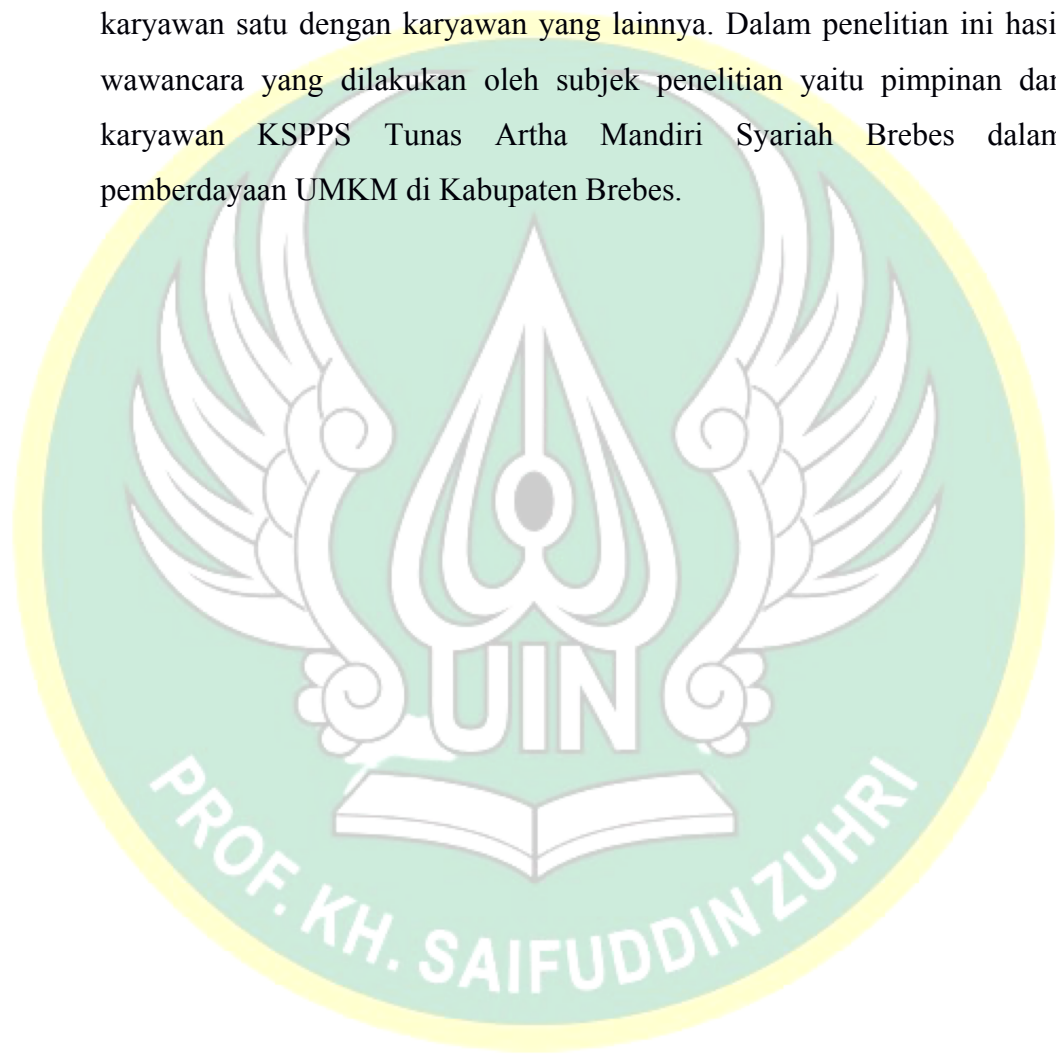 karyawan satu dengan karyawan yang lainnya. Dalam penelitian ini hasi
wawancara yang dilakukan oleh subjek penelitian yaitu pimpinan dar
karyawan KSPPS Tunas Artha Mandiri Syariah Brebes dalam
pemberdayaan UMKM di Kabupaten Brebes.
UIN
PROF. KH. SAIFUDDIN ZUHRI